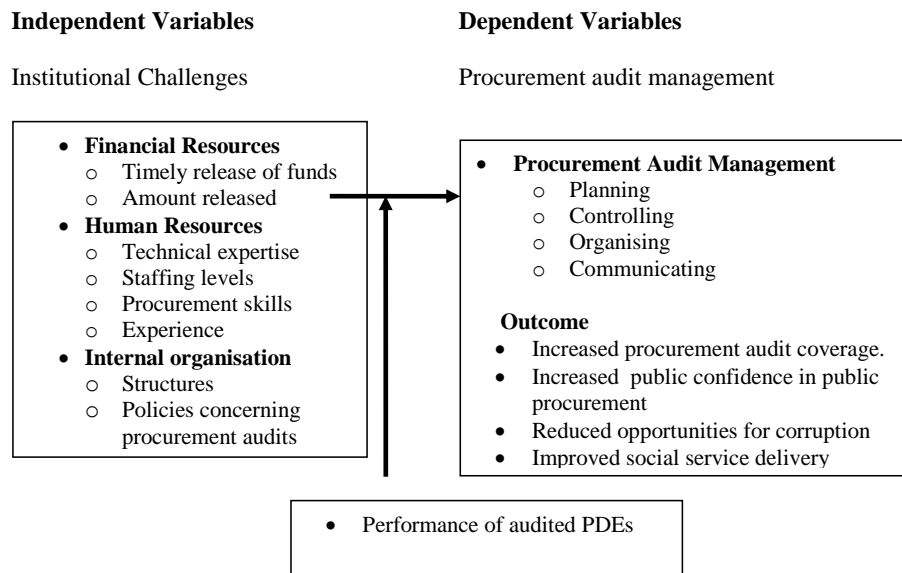 Independent Variables
Institutional Challenges
• Financial Resources
o Timely release of funds
o Amount released
• Human Resources
o Technical expertise
o Staffing levels
o Procurement skills
o Experience
• Internal organisation
o Structures
o Policies concerning
procurement audits
Dependent Variables
Procurement audit management
• Procurement Audit Management
o Planning
o Controlling
o Organising
o Communicating
Outcome
• Increased procurement audit coverage.
• Increased public confidence in public
procurement
• Reduced opportunities for corruption
• Improved social service delivery
• Performance of audited PDEs